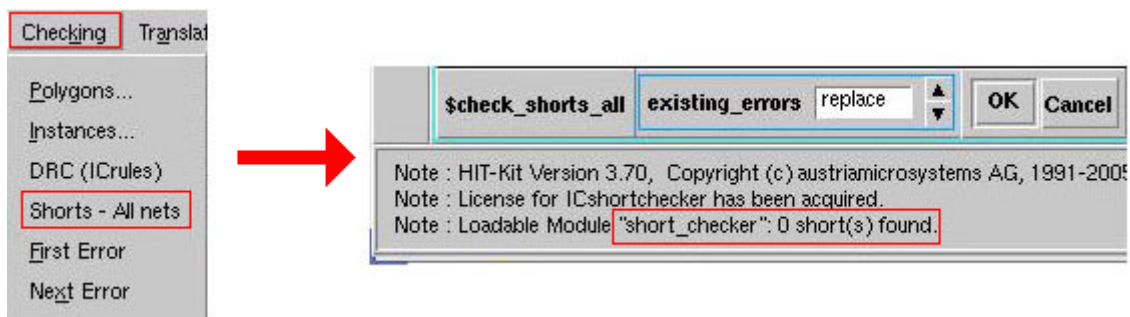 Checking Transla
Polygons...
Instances...
DRC (ICrules)
Shorts - All nets
First Error
Next Error
$check_shorts_all existing_errors replace OK Cancel
Note : HIT-Kit Version 3.70, Copyright (c) austriamicrosystems AG, 1991-2005
Note : License for ICshortchecker has been acquired.
Note : Loadable Module "short_checker": 0 short(s) found.